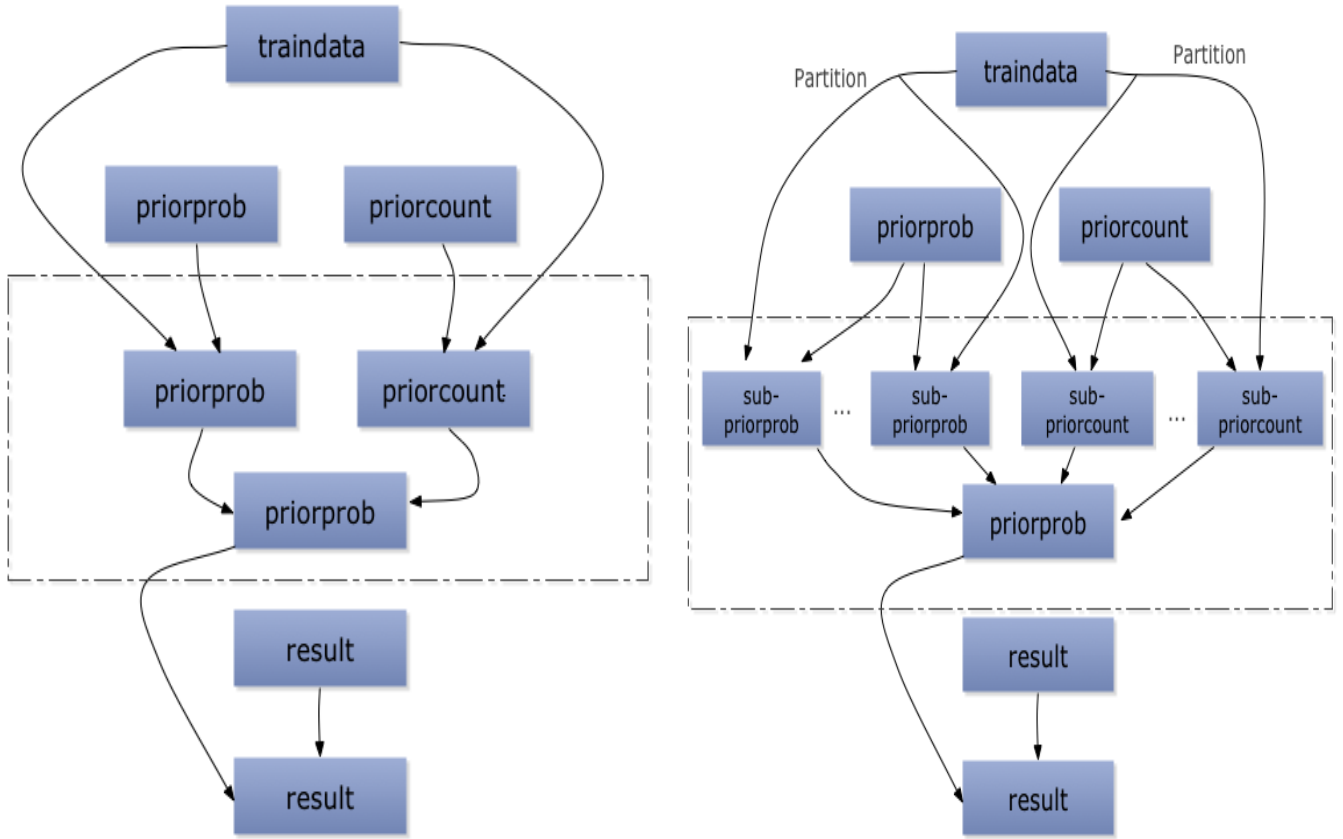 traindata
priorprob
priorcount
priorprob
priorcount
priorprob
result
result
Partition
Partition
traindata
priorprob
priorcount
sub-
priorprob
...
sub-
priorprob
sub-
priorcount
...
sub-
priorcount
priorprob
result
result